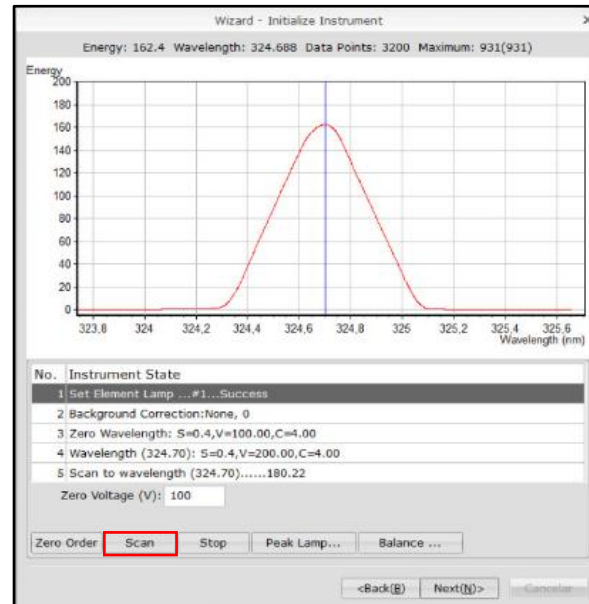 Wizard - Initialize Instrument
Energy: 162.4 Wavelength: 324.688 Data Points: 3200 Maximum: 931(931)
Energy
200
180
160
140
120
100
80
60
40
20
0
323,8 324 324,2 324,4 324,6 324,8 325 325,2 325,4 325,6
Wavelength (nm)
No. Instrument State
1 Set Element Lamp ...#1...Success
2 Background Correction:None, 0
3 Zero Wavelength: S=0.4,V=100.00,C=4.00
4 Wavelength (324.70): S=0.4,V=200.00,C=4.00
5 Scan to wavelength (324.70)......180.22
Zero Voltage (V): 100
Zero Order Scan Stop Peak Lamp... Balance ...
<Back(B) Next(N)> Cancelar